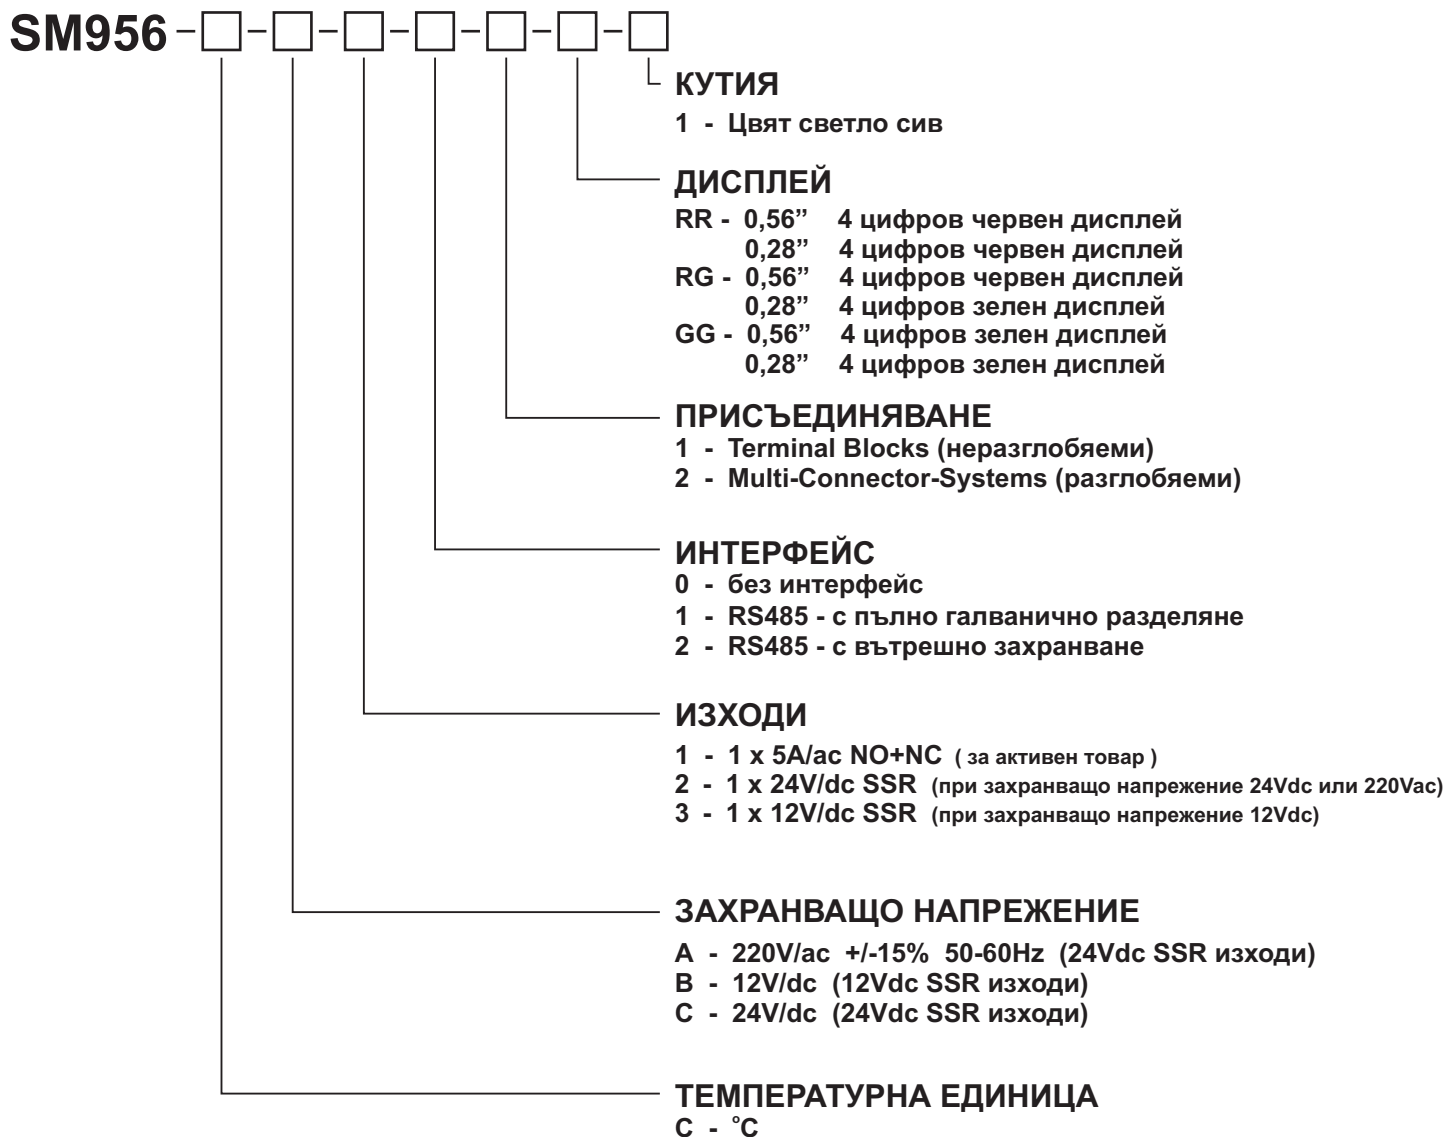 SM956 - □ - □ - □ - □ - □ - □ - □
КУТИЯ
1 - Цвят светло сив
ДИСПЛЕЙ
RR - 0,56” 4 цифров червен дисплей
0,28” 4 цифров червен дисплей
RG - 0,56” 4 цифров червен дисплей
0,28” 4 цифров зелен дисплей
GG - 0,56” 4 цифров зелен дисплей
0,28” 4 цифров зелен дисплей
ПРИСЪЕДИНЯВАНЕ
1 - Terminal Blocks (неразглобяеми)
2 - Multi-Connector-Systems (разглобяеми)
ИНТЕРФЕЙС
0 - без интерфейс
1 - RS485 - с пълно галванично разделяне
2 - RS485 - с вътрешно захранване
ИЗХОДИ
1 - 1 x 5A/ac NO+NC ( за активен товар )
2 - 1 x 24V/dc SSR (при захранващо напрежение 24Vdc или 220Vac)
3 - 1 x 12V/dc SSR (при захранващо напрежение 12Vdc)
ЗАХРАНВАЩО НАПРЕЖЕНИЕ
A - 220V/ac +/-15% 50-60Hz (24Vdc SSR изходи)
B - 12V/dc (12Vdc SSR изходи)
C - 24V/dc (24Vdc SSR изходи)
ТЕМПЕРАТУРНА ЕДИНИЦА
C - °C